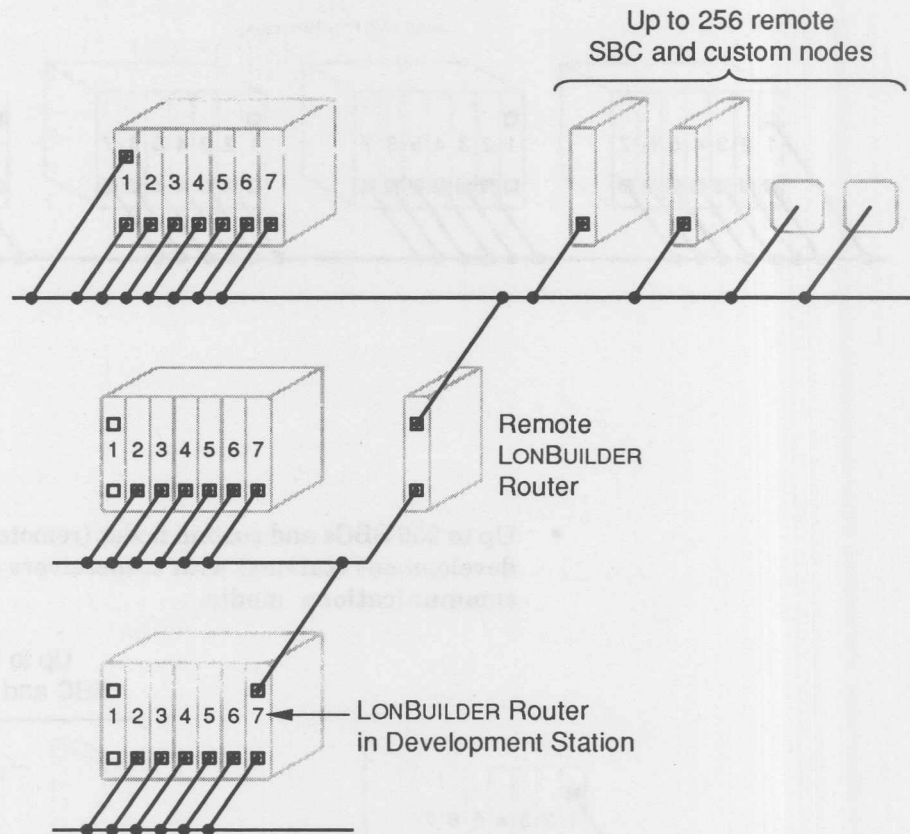 Up to 256 remote
SBC and custom nodes
1 2 3 4 5 6 7
1 2 3 4 5 6 7
Remote
LONBUILDER
Router
1 2 3 4 5 6 7
LONBUILDER Router
in Development Station